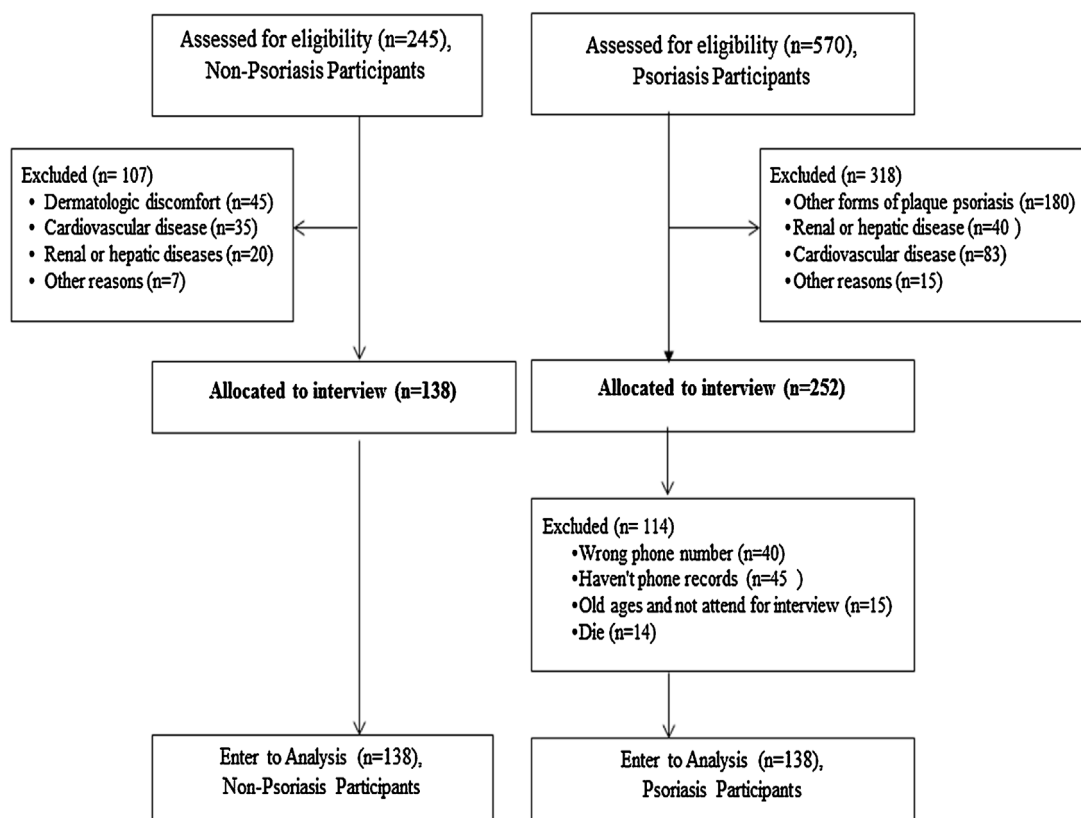 Assessed for eligibility (n=245),
Non-Psoriasis Participants
Assessed for eligibility (n=570),
Psoriasis Participants
Excluded (n= 107)
• Dermatologic discomfort (n=45)
• Cardiovascular disease (n=35)
• Renal or hepatic diseases (n=20)
• Other reasons (n=7)
Excluded (n= 318)
•Other forms of plaque psoriasis (n=180)
•Renal or hepatic disease (n=40 )
•Cardiovascular disease (n=83)
•Other reasons (n=15)
Allocated to interview (n=138)
Allocated to interview (n=252)
Excluded (n= 114)
•Wrong phone number (n=40)
•Haven't phone records (n=45 )
•Old ages and not attend for interview (n=15)
•Die (n=14)
Enter to Analysis (n=138),
Non-Psoriasis Participants
Enter to Analysis (n=138),
Psoriasis Participants